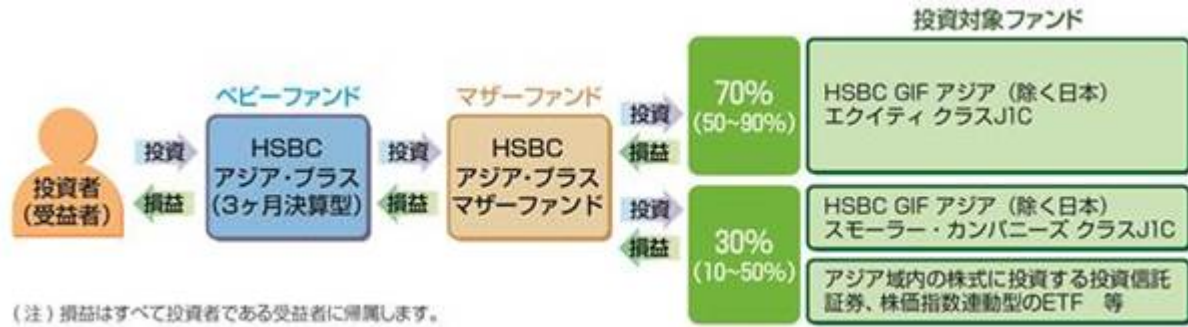 投資対象ファンド
ベビーファンド
マザーファンド
投資者
(受益者)
投資
損益
HSBC
アジア・プラス
(3ヶ月決算型)
投資
損益
HSBC
アジア・プラス
マザーファンド
投資
損益
70%
(50~90%)
HSBC GIF アジア (除く日本)
エクイティ クラスJ1C
投資
損益
30%
(10~50%)
HSBC GIF アジア (除く日本)
スモーラー・カンパニーズ クラスJ1C
アジア域内の株式に投資する投資信託
証券、株価指数連動型のETF 等
(注) 損益はすべて投資者である受益者に帰属します。